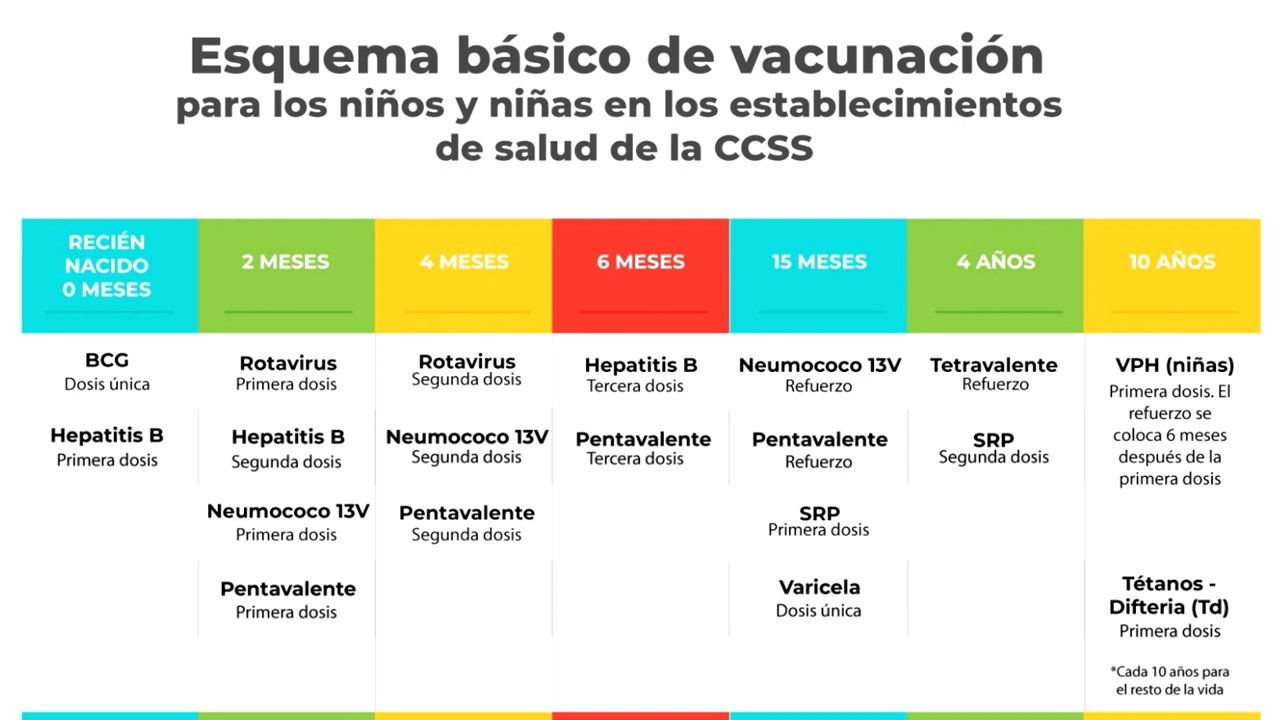 Esquema básico de vacunación
para los niños y niñas en los establecimientos
de salud de la CCSS
RECIÉN
NACIDO
0 MESES
BCG
Dosis única
Hepatitis B
Primera dosis
2 MESES
Rotavirus
Primera dosis
Hepatitis B
Segunda dosis
Neumococo 13V
Primera dosis
Pentavalente
Primera dosis
4 MESES
Rotavirus
Segunda dosis
Neumococo 13V
Segunda dosis
Pentavalente
Segunda dosis
6 MESES
Hepatitis B
Tercera dosis
Pentavalente
Tercera dosis
15 MESES
Neumococo 13V
Refuerzo
Pentavalente
Refuerzo
SRP
Primera dosis
Varicela
Dosis única
4 AÑOS
Tetravalente
Refuerzo
SRP
Segunda dosis
10 AÑOS
VPH (niñas)
Primera dosis. El
refuerzo se
coloca 6 meses
después de la
primera dosis
Tétanos -
Difteria (Td)
Primera dosis
*Cada 10 años para
el resto de la vida